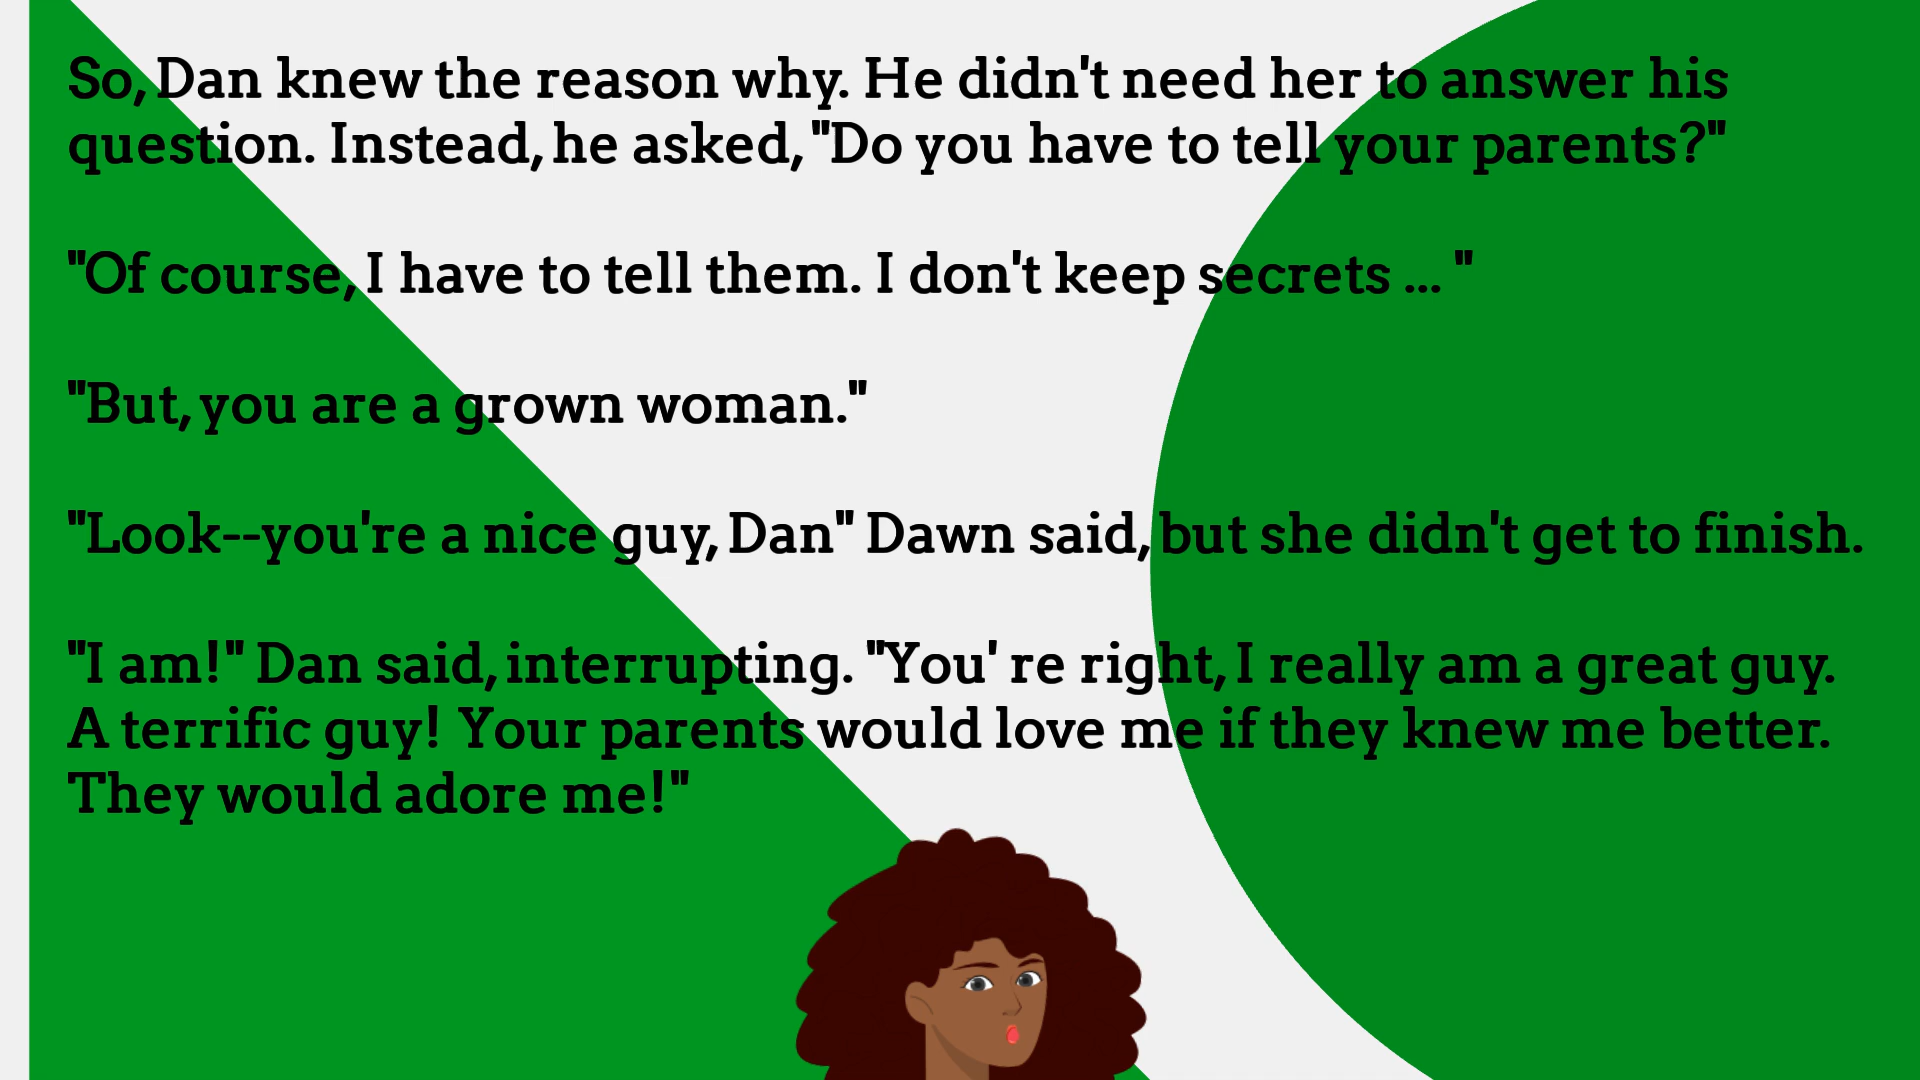 So, Dan knew the reason why. He didn't need her to answer his
question. Instead, he asked, "Do you have to tell your parents?"
"Of course, I have to tell them. I don't keep secrets ... "
"But, you are a grown woman."
"Look--you're a nice guy, Dan" Dawn said, but she didn't get to finish.
"I am!" Dan said, interrupting. "You' re right, I really am a great guy.
A terrific guy! Your parents would love me if they knew me better.
They would adore me!"